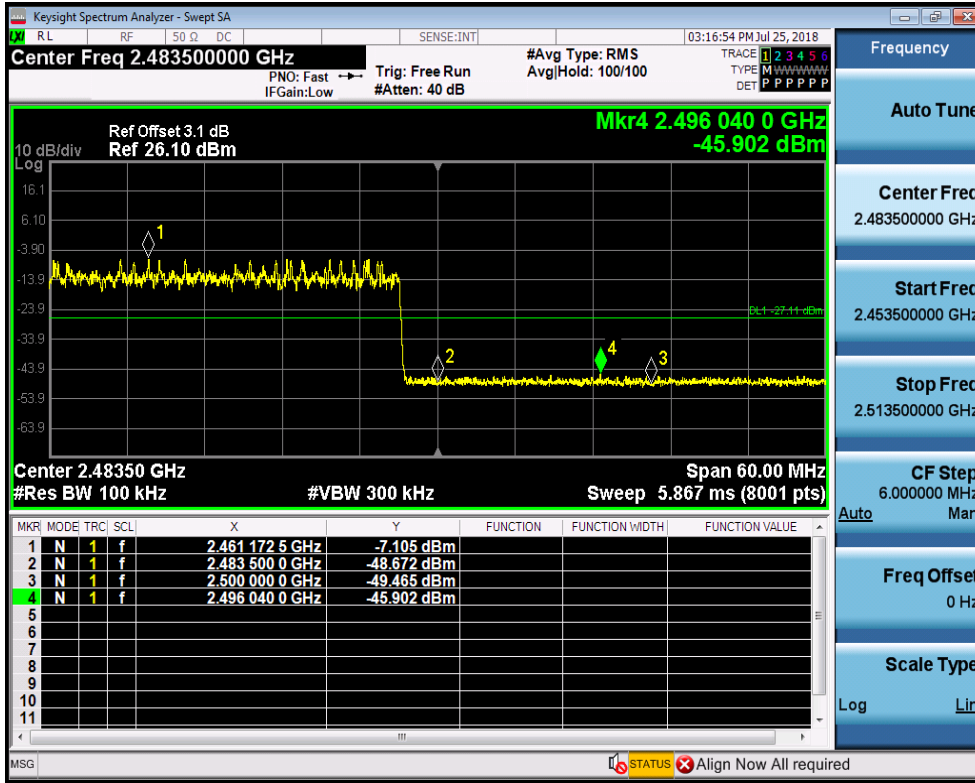 Keysight Spectrum Analyzer - Swept SA
LXI RL RF 50 Ω DC SENSE:INT 03:16:54 PM Jul 25, 2018
Center Freq 2.483500000 GHz
PNO: Fast
IFGain:Low
Trig: Free Run
#Atten: 40 dB
#Avg Type: RMS
Avg|Hold: 100/100
TRACE 1 2 3 4 5 6
TYPE M WWWWW
DET P P P P P P
Mkr4 2.496 040 0 GHz
-45.902 dBm
Ref Offset 3.1 dB
10 dB/div Ref 26.10 dBm
Log
16.1
6.10
-3.90
-13.9
-23.9
-33.9
-43.9
-53.9
-63.9
1
2
4
3
DL1 -27.11 dBm
Center 2.48350 GHz Span 60.00 MHz
#Res BW 100 kHz #VBW 300 kHz Sweep 5.867 ms (8001 pts)
MKR MODE TRC SCL X Y FUNCTION FUNCTION WIDTH FUNCTION VALUE
1 N 1 f 2.461 172 5 GHz -7.105 dBm
2 N 1 f 2.483 500 0 GHz -48.672 dBm
3 N 1 f 2.500 000 0 GHz -49.465 dBm
4 N 1 f 2.496 040 0 GHz -45.902 dBm
5
6
7
8
9
10
11
MSG STATUS Align Now All required
Frequency
Auto Tune
Center Freq
2.483500000 GHz
Start Freq
2.453500000 GHz
Stop Freq
2.513500000 GHz
CF Step
6.000000 MHz
Auto Man
Freq Offset
0 Hz
Scale Type
Log Lin